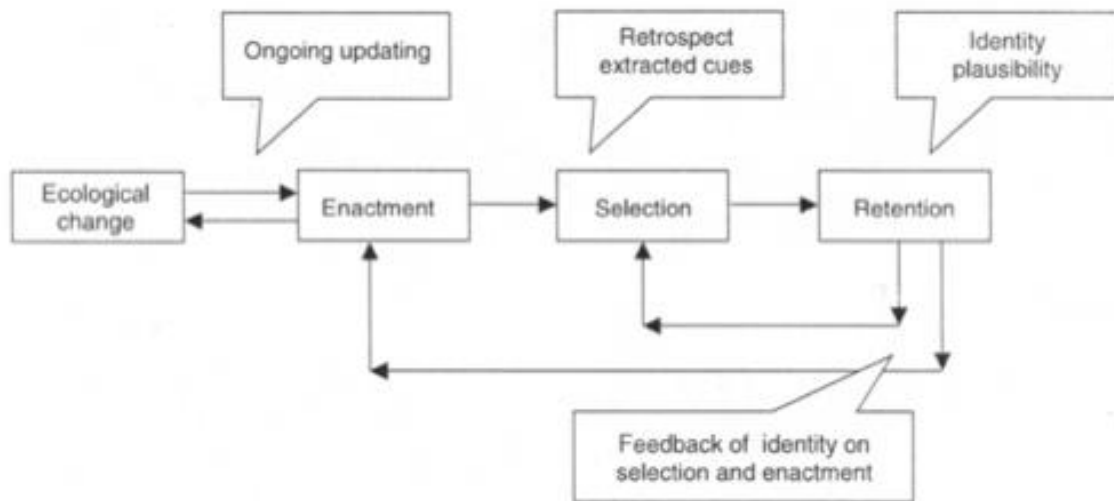 Ongoing updating
Retrospect
extracted cues
Identity
plausibility
Ecological
change
Enactment
Selection
Retention
Feedback of identity on
selection and enactment